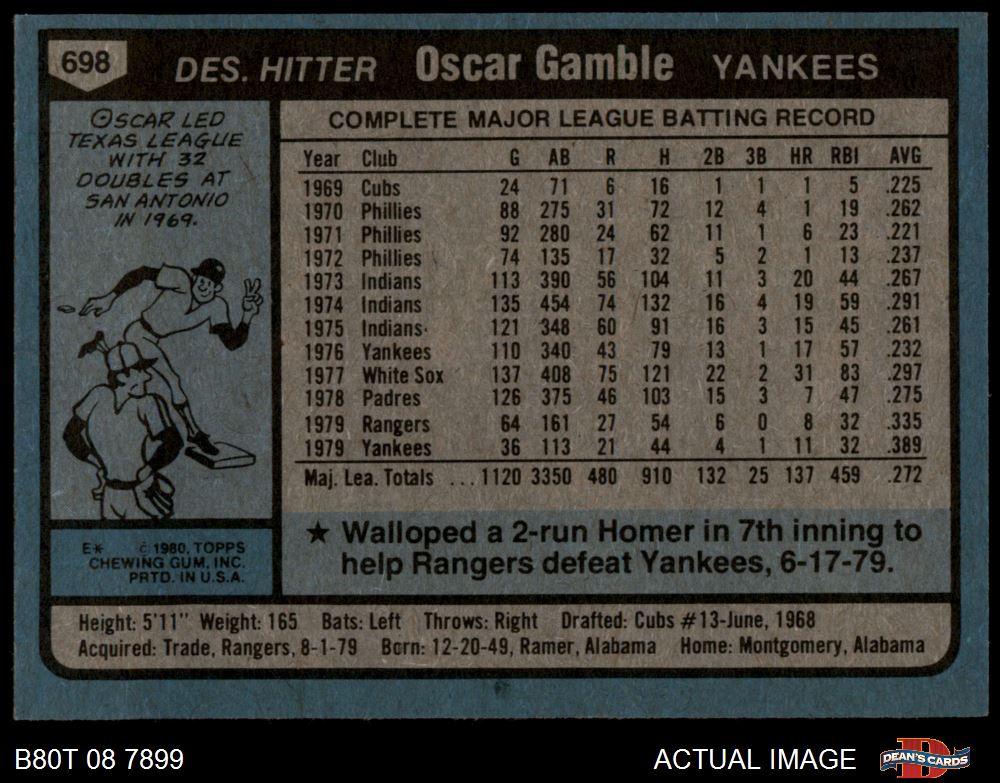 698 DES. HITTER Oscar Gamble YANKEES
OSCAR LED
TEXAS LEAGUE
WITH 32
DOUBLES AT
SAN ANTONIO
IN 1969.
COMPLETE MAJOR LEAGUE BATTING RECORD
Year Club G AB R H 2B 3B HR RBI AVG
1969 Cubs 24 71 6 16 1 1 1 5 .225
1970 Phillies 88 275 31 72 12 4 1 19 .262
1971 Phillies 92 280 24 62 11 1 6 23 .221
1972 Phillies 74 135 17 32 5 2 1 13 .237
1973 Indians 113 390 56 104 11 3 20 44 .267
1974 Indians 135 454 74 132 16 4 19 59 .291
1975 Indians 121 348 60 91 16 3 15 45 .261
1976 Yankees 110 340 43 79 13 1 17 57 .232
1977 White Sox 137 408 75 121 22 2 31 83 .297
1978 Padres 126 375 46 103 15 3 7 47 .275
1979 Rangers 64 161 27 54 6 0 8 32 .335
1979 Yankees 36 113 21 44 4 1 11 32 .389
Maj. Lea. Totals ...1120 3350 480 910 132 25 137 459 .272
★ Walloped a 2-run Homer in 7th inning to
help Rangers defeat Yankees, 6-17-79.
E* © 1980, TOPPS
CHEWING GUM, INC.
PRTD. IN U.S.A.
Height: 5'11" Weight: 165 Bats: Left Throws: Right Drafted: Cubs #13-June, 1968
Acquired: Trade, Rangers, 8-1-79 Born: 12-20-49, Ramer, Alabama Home: Montgomery, Alabama
B80T 08 7899 ACTUAL IMAGE DEAN'S CARDS